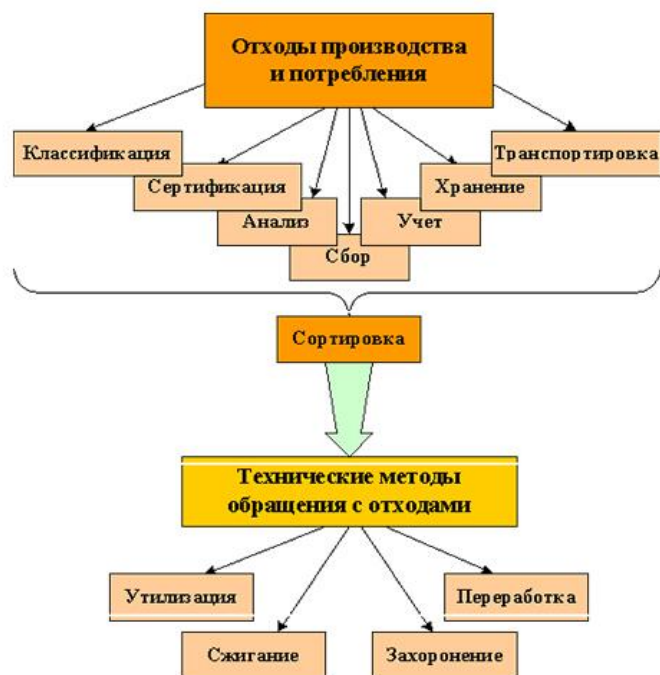 Отходы производства
и потребления
Классификация
Транспортировка
Сертификация
Хранение
Анализ
Учет
Сбор
Сортировка
Технические методы
обращения с отходами
Утилизация
Переработка
Сжигание
Захоронение